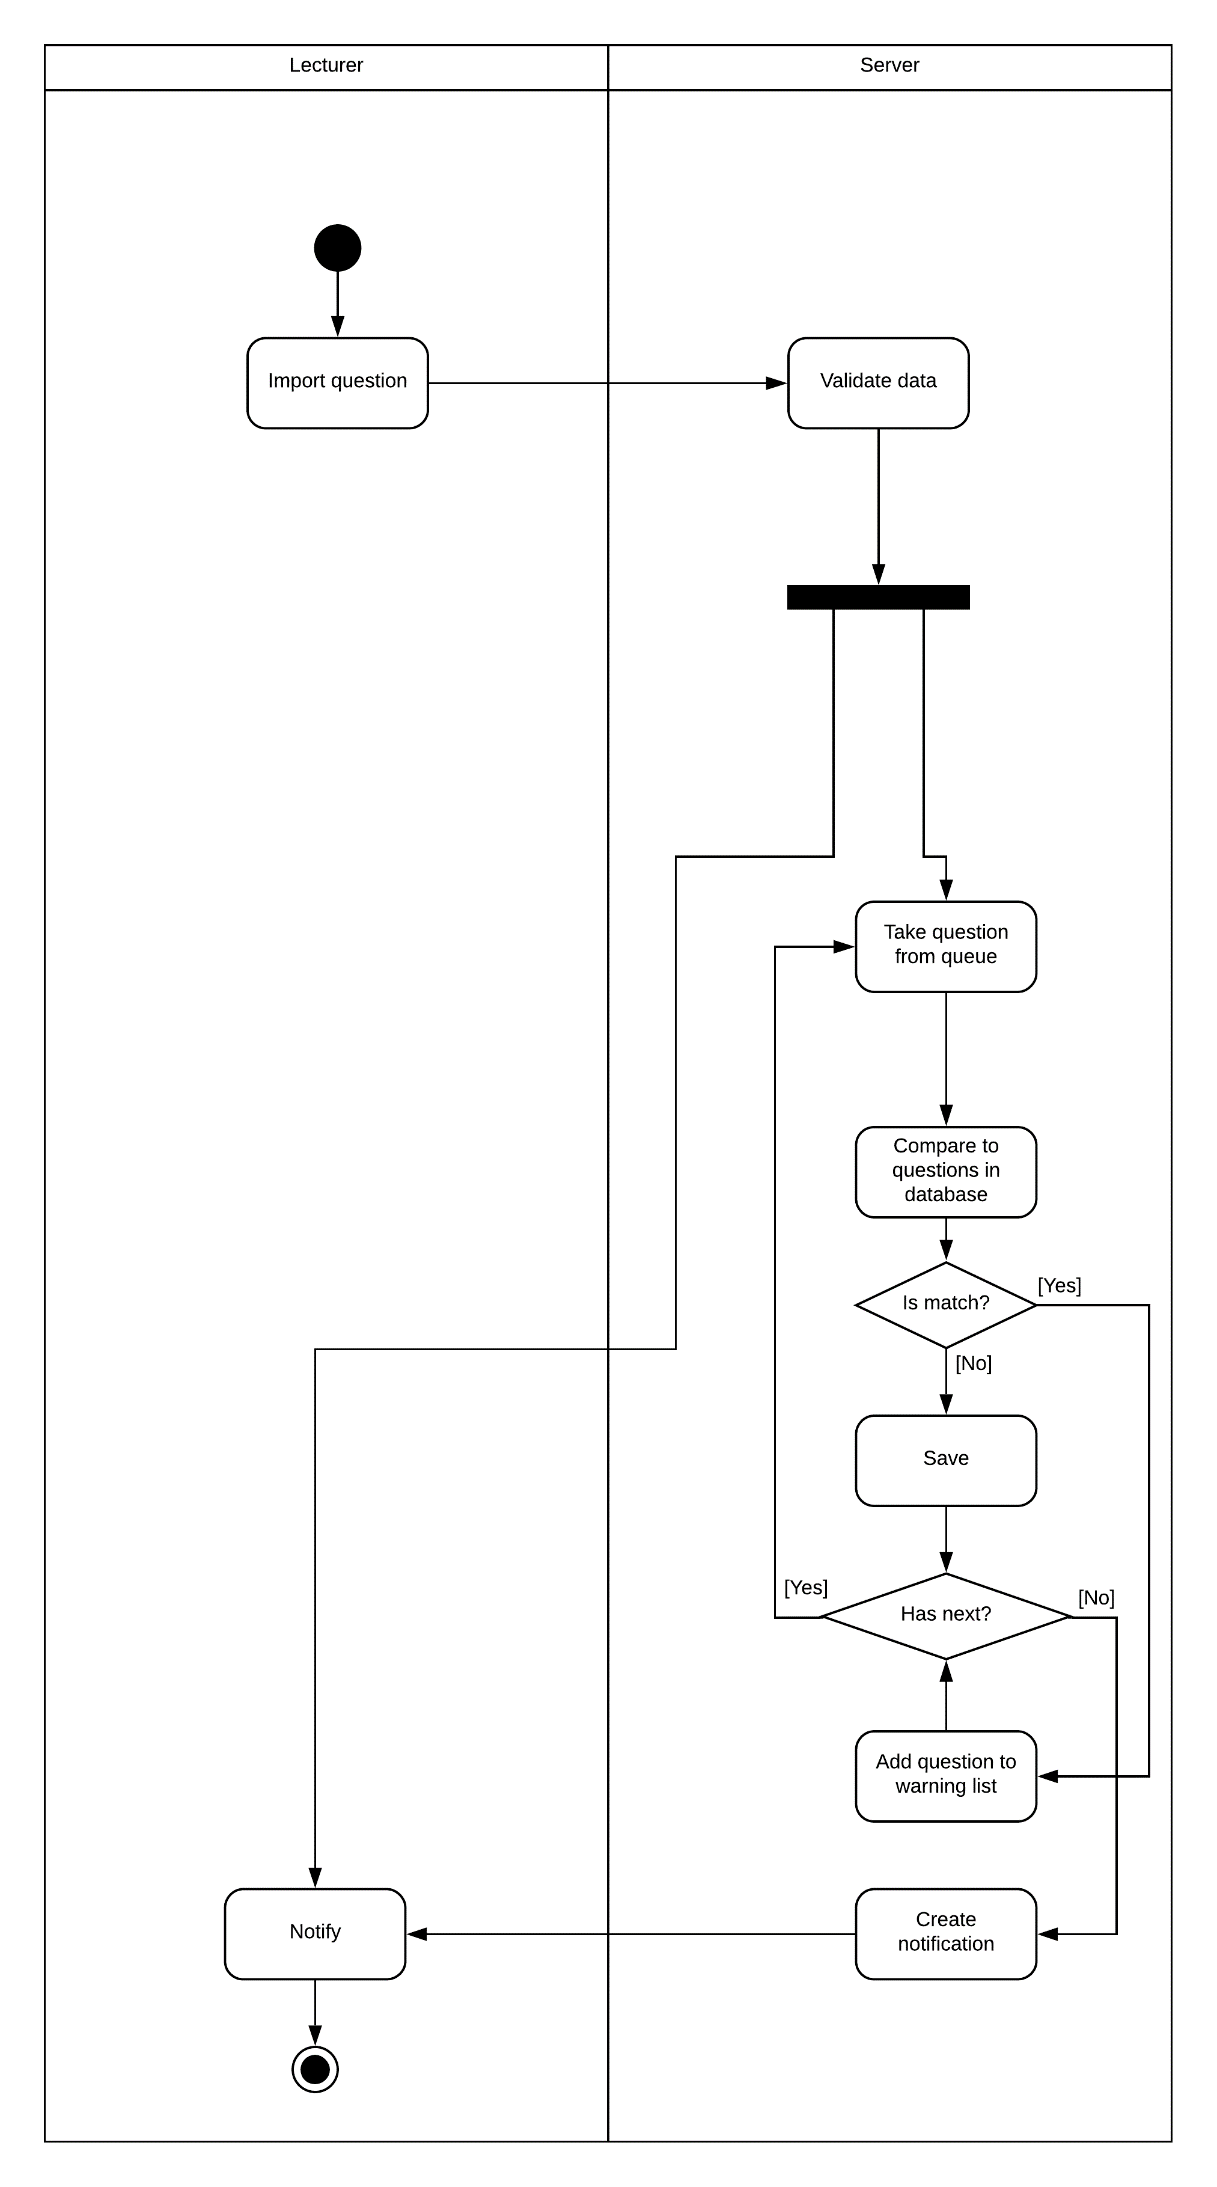 Lecturer
Server
Import question
Validate data
Take question
from queue
Compare to
questions in
database
Is match?
[Yes]
[No]
Save
[Yes]
Has next?
[No]
Add question to
warning list
Notify
Create
notification